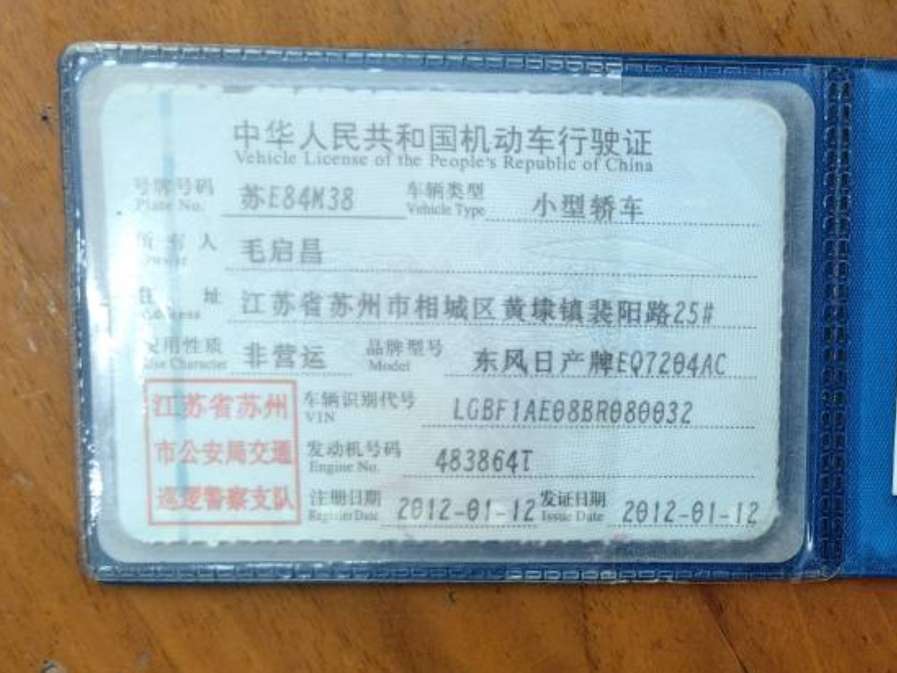 中华人民共和国机动车行驶证
Vehicle License of the People's Republic of China
号牌号码 苏E84M38 车辆类型 小型轿车
Plate No. Vehicle Type
所有人 毛启昌
Owner
住址 江苏省苏州市相城区黄埭镇裴阳路25#
Address
使用性质 非营运 品牌型号 东风日产牌EQ7204AC
Use Character Model
江苏省苏州 车辆识别代号 LGBF1AE08BR080032
VIN
市公安局交通 发动机号码 483864T
Engine No.
巡逻警察支队 注册日期 2012-01-12 发证日期 2012-01-12
Register Date Issue Date